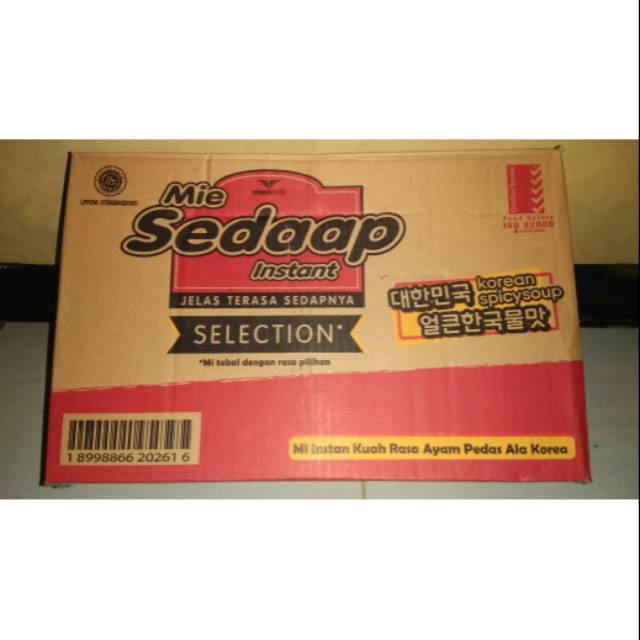 Mie
Sedaap
Instant
JELAS TERASA SEDAPNYA
SELECTION*
*Mi tebal dengan rasa pilihan
대한민국 korean
spicysoup
얼큰한국물맛
Food Safety
ISO 22000
1 8998866 20261 6
Mi Instan Kuah Rasa Ayam Pedas Ala Korea